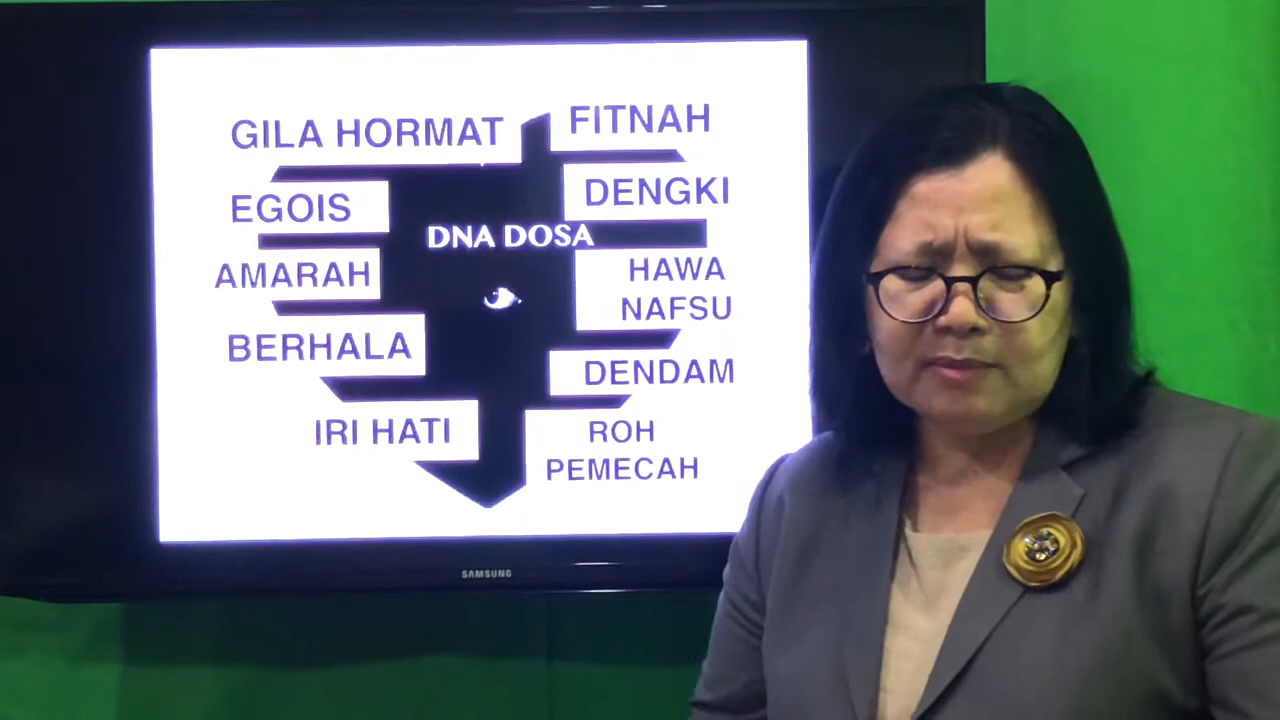 GILA HORMAT
FITNAH
EGOIS
DENGKI
DNA DOSA
AMARAH
HAWA
NAFSU
BERHALA
DENDAM
IRI HATI
ROH
PEMECAH
SAMSUNG